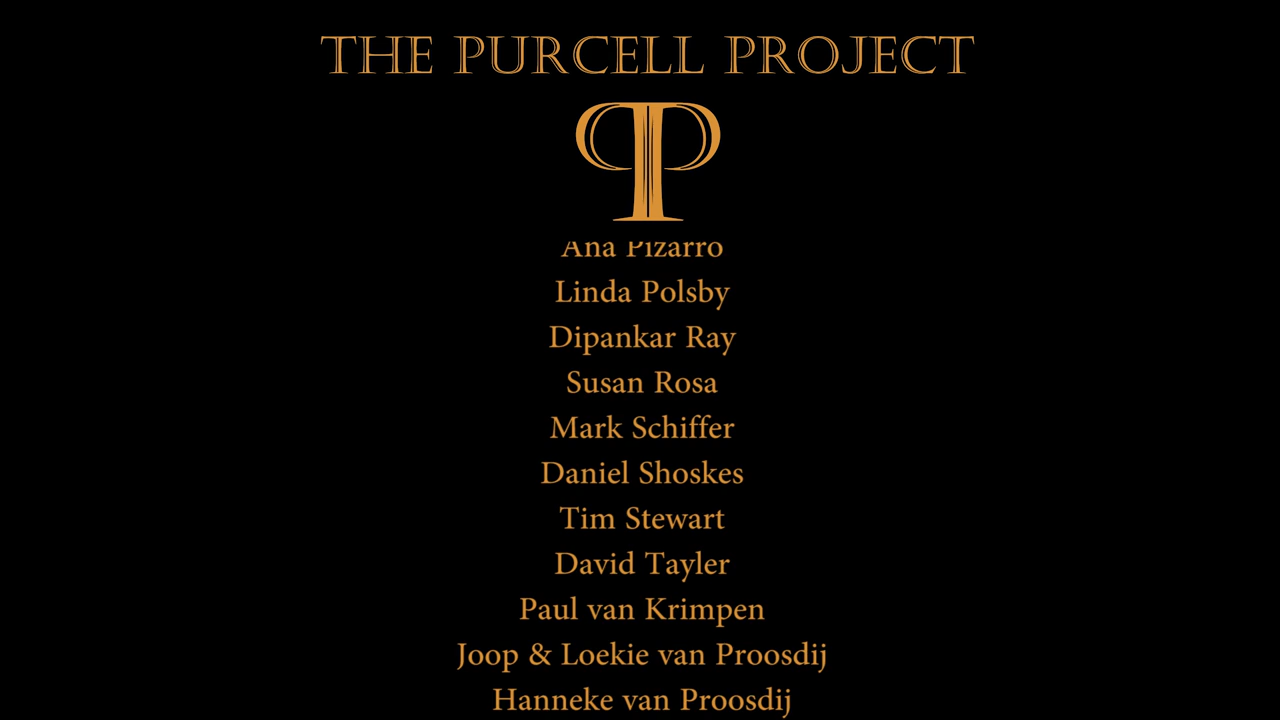 THE PURCELL PROJECT
Ana Pizarro
Linda Polsby
Dipankar Ray
Susan Rosa
Mark Schiffer
Daniel Shoskes
Tim Stewart
David Tayler
Paul van Krimpen
Joop & Loekie van Proosdij
Hanneke van Proosdij